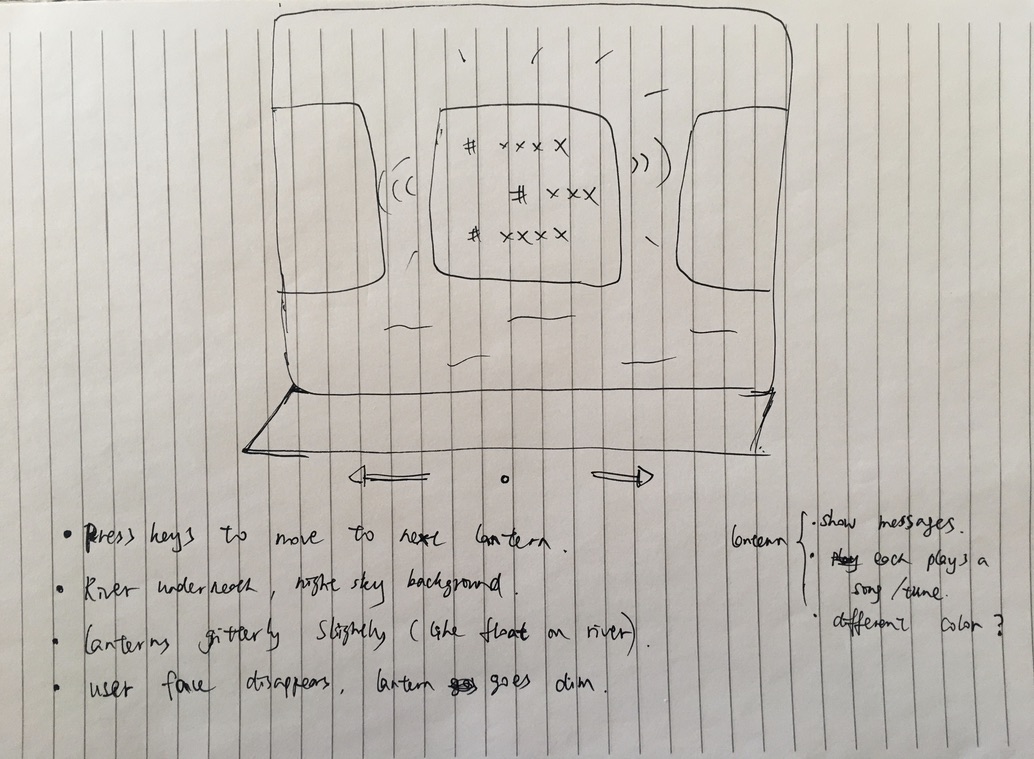 # xxxx
# xxx
# xxxx
• Press keys to move to next lantern.
• River underneath, night sky background.
• lanterns gitterly slightly (like float on river).
• user face disappears, lantern goes dim.
lantern { · show messages.
· each plays a
song/tune.
· different color?